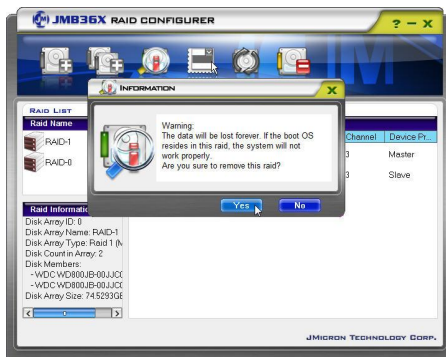 JMB36X RAID CONFIGURER
? – X
INFORMATION
X
RAID LIST
Raid Name
Channel
Device Pr...
RAID-1
3
Master
RAID-0
3
Slave
Warning:
the data will be lost forever. If the boot OS
resides in this raid, the system will not
work properly.
Are you sure to remove this raid?
Yes
No
Raid Informatic
Disk Array ID: 0
Disk Array Name: RAID-1
Disk Array Type: Raid 1 (M
Disk Count in Array: 2
Disk Members:
- WDC WD800JB-00JJC(
- WDC WD800JB-00JJC(
Disk Array Size: 74.5293GE
JMICRON TECHNOLOGY CORP.